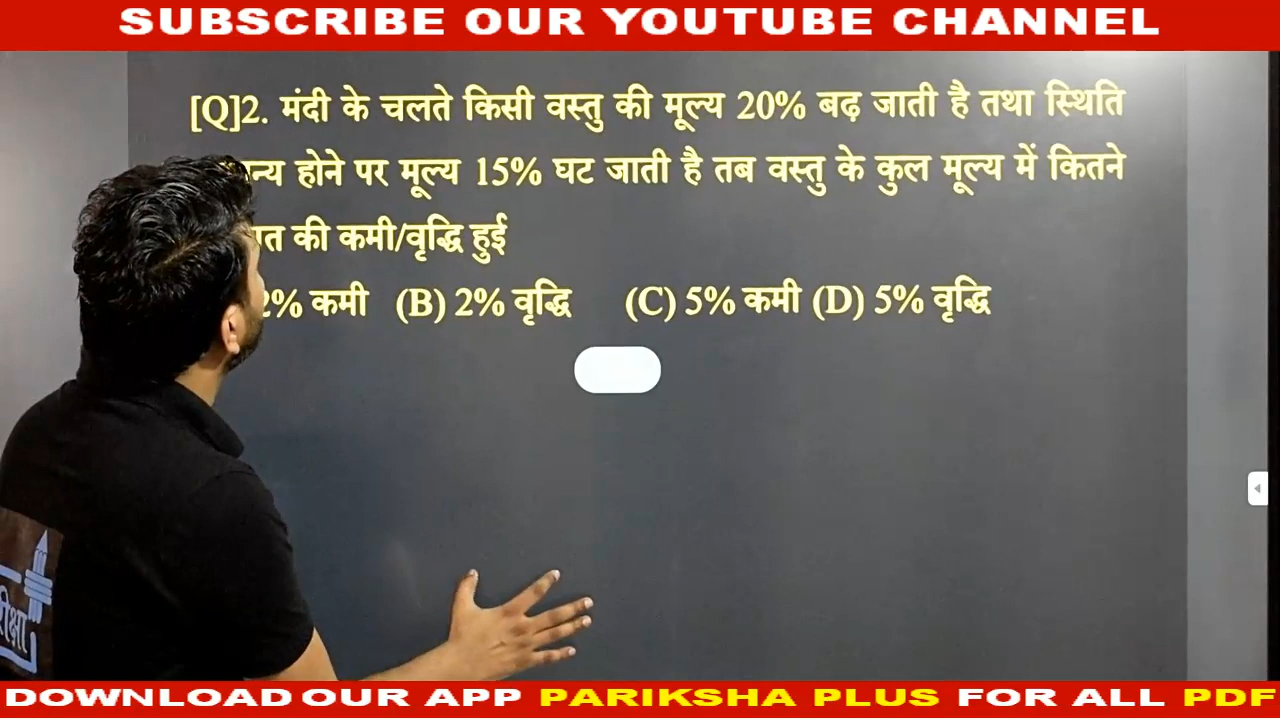 SUBSCRIBE OUR YOUTUBE CHANNEL
[Q]2. मंदी के चलते किसी वस्तु की मूल्य 20% बढ़ जाती है तथा स्थिति
होने पर मूल्य 15% घट जाती है तब वस्तु के कुल मूल्य में कितने
की कमी/वृद्धि हुई
2% कमी (B) 2% वृद्धि (C) 5% कमी (D) 5% वृद्धि
DOWNLOAD OUR APP PARIKSHA PLUS FOR ALL PDF